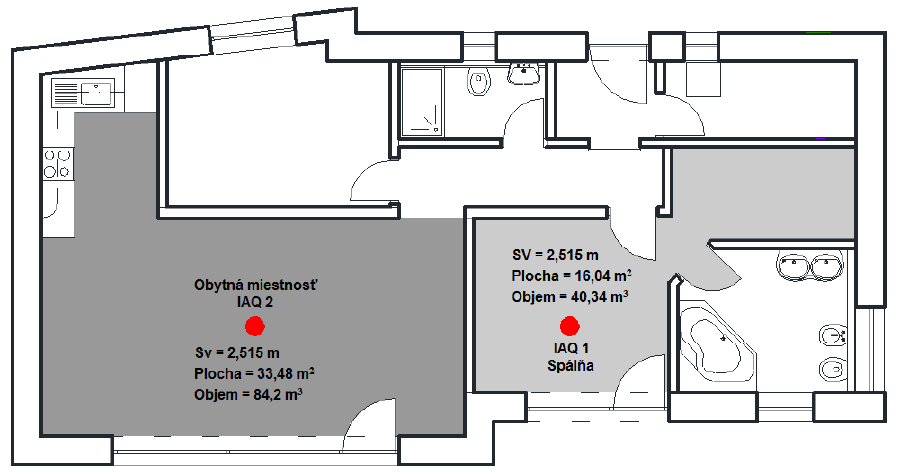 Obytná miestnosť
IAQ 2
Sv = 2,515 m
Plocha = 33,48 m²
Objem = 84,2 m³
SV = 2,515 m
Plocha = 16,04 m²
Objem = 40,34 m³
IAQ 1
Spálňa